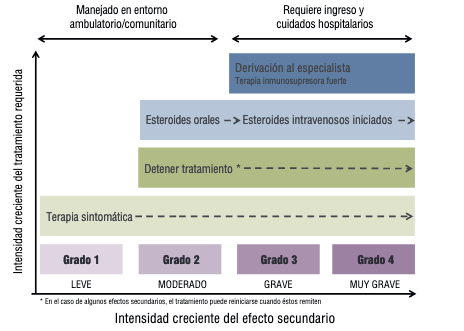 Manejado en entorno
ambulatorio/comunitario
Requiere ingreso y
cuidados hospitalarios
Intensidad creciente del tratamiento requerida
Derivación al especialista
Terapia inmunosupresora fuerte
Esteroides orales
Esteroides intravenosos iniciados
Detener tratamiento *
Terapia sintomática
Grado 1
Grado 2
Grado 3
Grado 4
LEVE
MODERADO
GRAVE
MUY GRAVE
* En el caso de algunos efectos secundarios, el tratamiento puede reiniciarse cuando éstos remiten
Intensidad creciente del efecto secundario